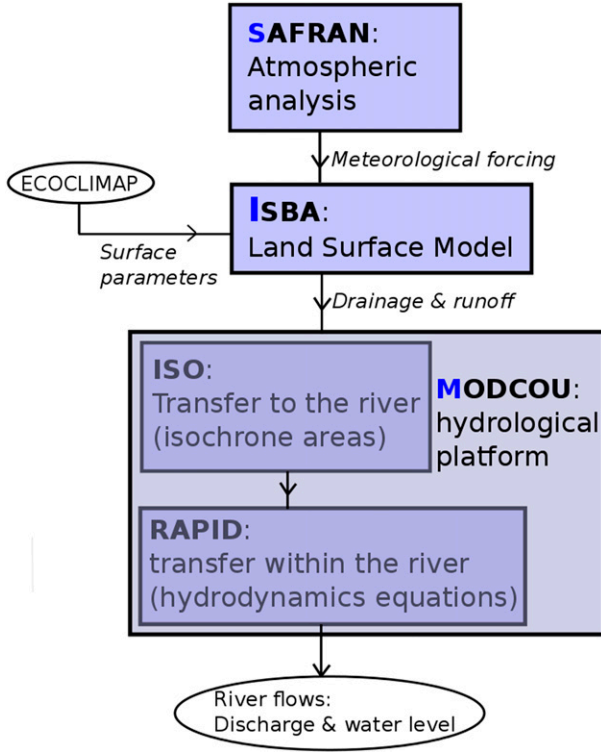 SAFRAN:
Atmospheric
analysis
Meteorological forcing
ECOCLIMAP
ISBA:
Land Surface Model
Surface
parameters
Drainage & runoff
ISO:
Transfer to the river
(isochrone areas)
MODCOU:
hydrological
platform
RAPID:
transfer within the river
(hydrodynamics equations)
River flows:
Discharge & water level